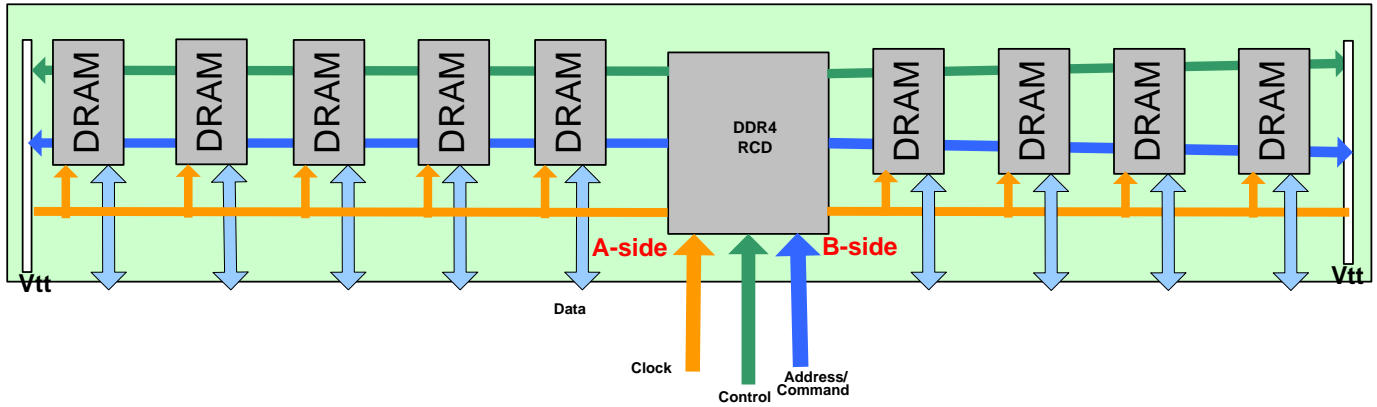 DRAM
DRAM
DRAM
DRAM
DRAM
DDR4
RCD
DRAM
DRAM
DRAM
DRAM
A-side
B-side
Vtt
Vtt
Data
Clock
Control
Address/
Command